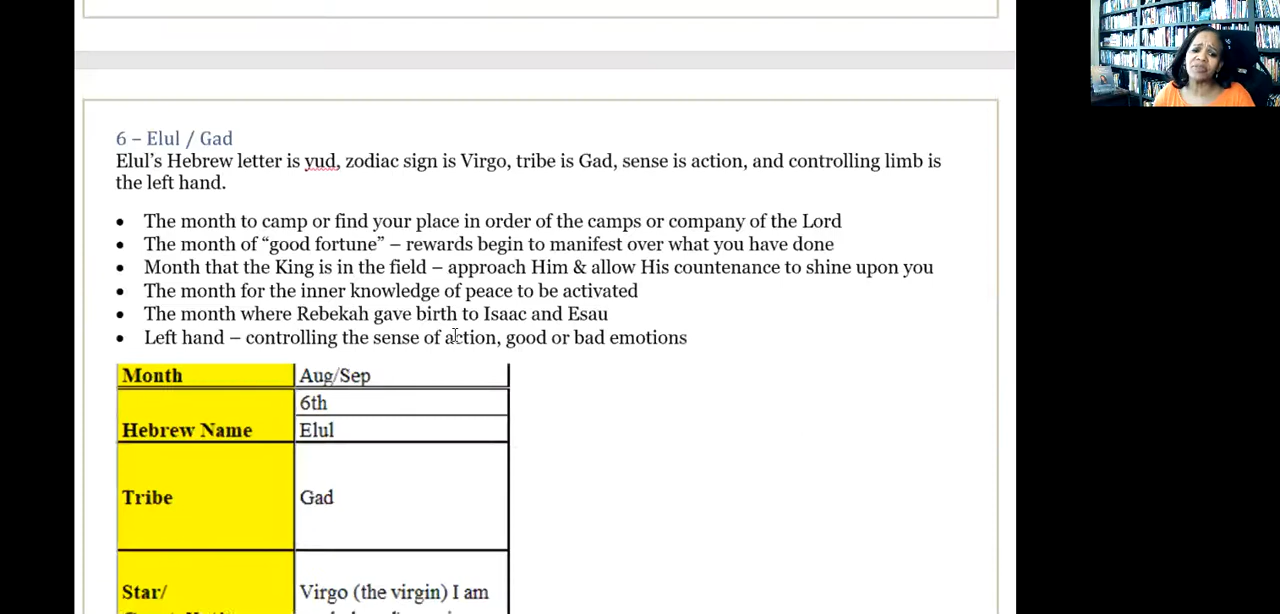 6 – Elul / Gad
Elul's Hebrew letter is yud, zodiac sign is Virgo, tribe is Gad, sense is action, and controlling limb is
the left hand.
• The month to camp or find your place in order of the camps or company of the Lord
• The month of “good fortune” – rewards begin to manifest over what you have done
• Month that the King is in the field – approach Him & allow His countenance to shine upon you
• The month for the inner knowledge of peace to be activated
• The month where Rebekah gave birth to Isaac and Esau
• Left hand – controlling the sense of action, good or bad emotions
Month Aug/Sep
6th
Hebrew Name Elul
Tribe Gad
Star/ Virgo (the virgin) I am